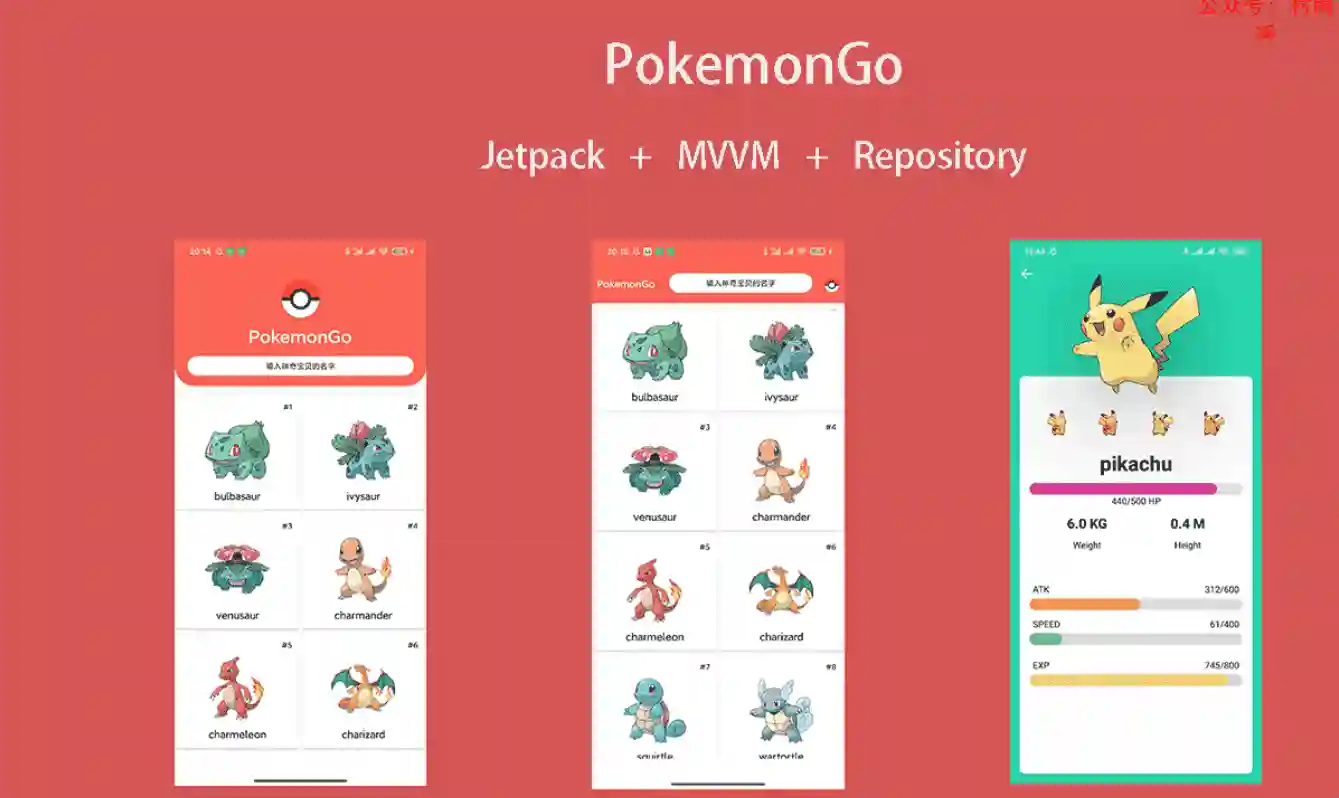 公众号：
PokemonGo
Jetpack + MVVM + Repository
20:14
PokemonGo
输入神奇宝贝的名字
#1
#2
bulbasaur
ivysaur
#3
#4
venusaur
charmander
#5
#6
charmeleon
charizard
PokemonGo
输入神奇宝贝的名字
bulbasaur
ivysaur
#3
#4
venusaur
charmander
#5
#6
charmeleon
charizard
#7
#8
squirtle
wartortle
pikachu
440/500 HP
6.0 KG
0.4 M
Weight
Height
ATK
312/600
SPEED
61/400
EXP
745/800